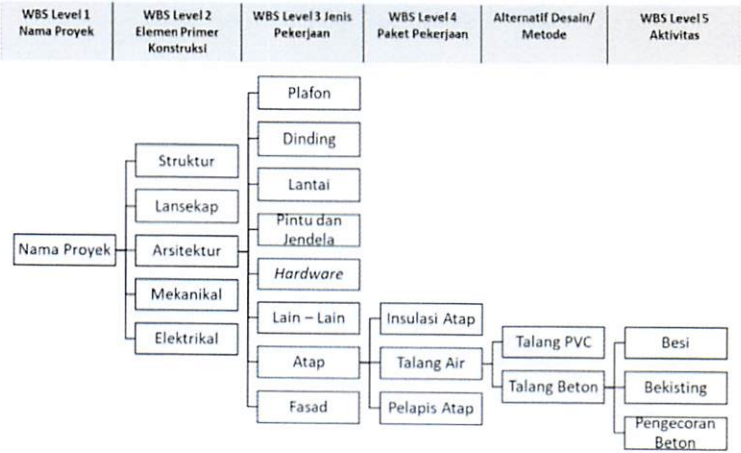 WBS Level 1
Nama Proyek
WBS Level 2
Elemen Primer
Konstruksi
WBS Level 3 Jenis
Pekerjaan
WBS Level 4
Paket Pekerjaan
Alternatif Desain/
Metode
WBS Level 5
Aktivitas
Nama Proyek
Struktur
Lansekap
Arsitektur
Mekanikal
Elektrikal
Plafon
Dinding
Lantai
Pintu dan
Jendela
Hardware
Lain – Lain
Atap
Fasad
Insulasi Atap
Talang Air
Pelapis Atap
Talang PVC
Talang Beton
Besi
Bekisting
Pengecoran
Beton